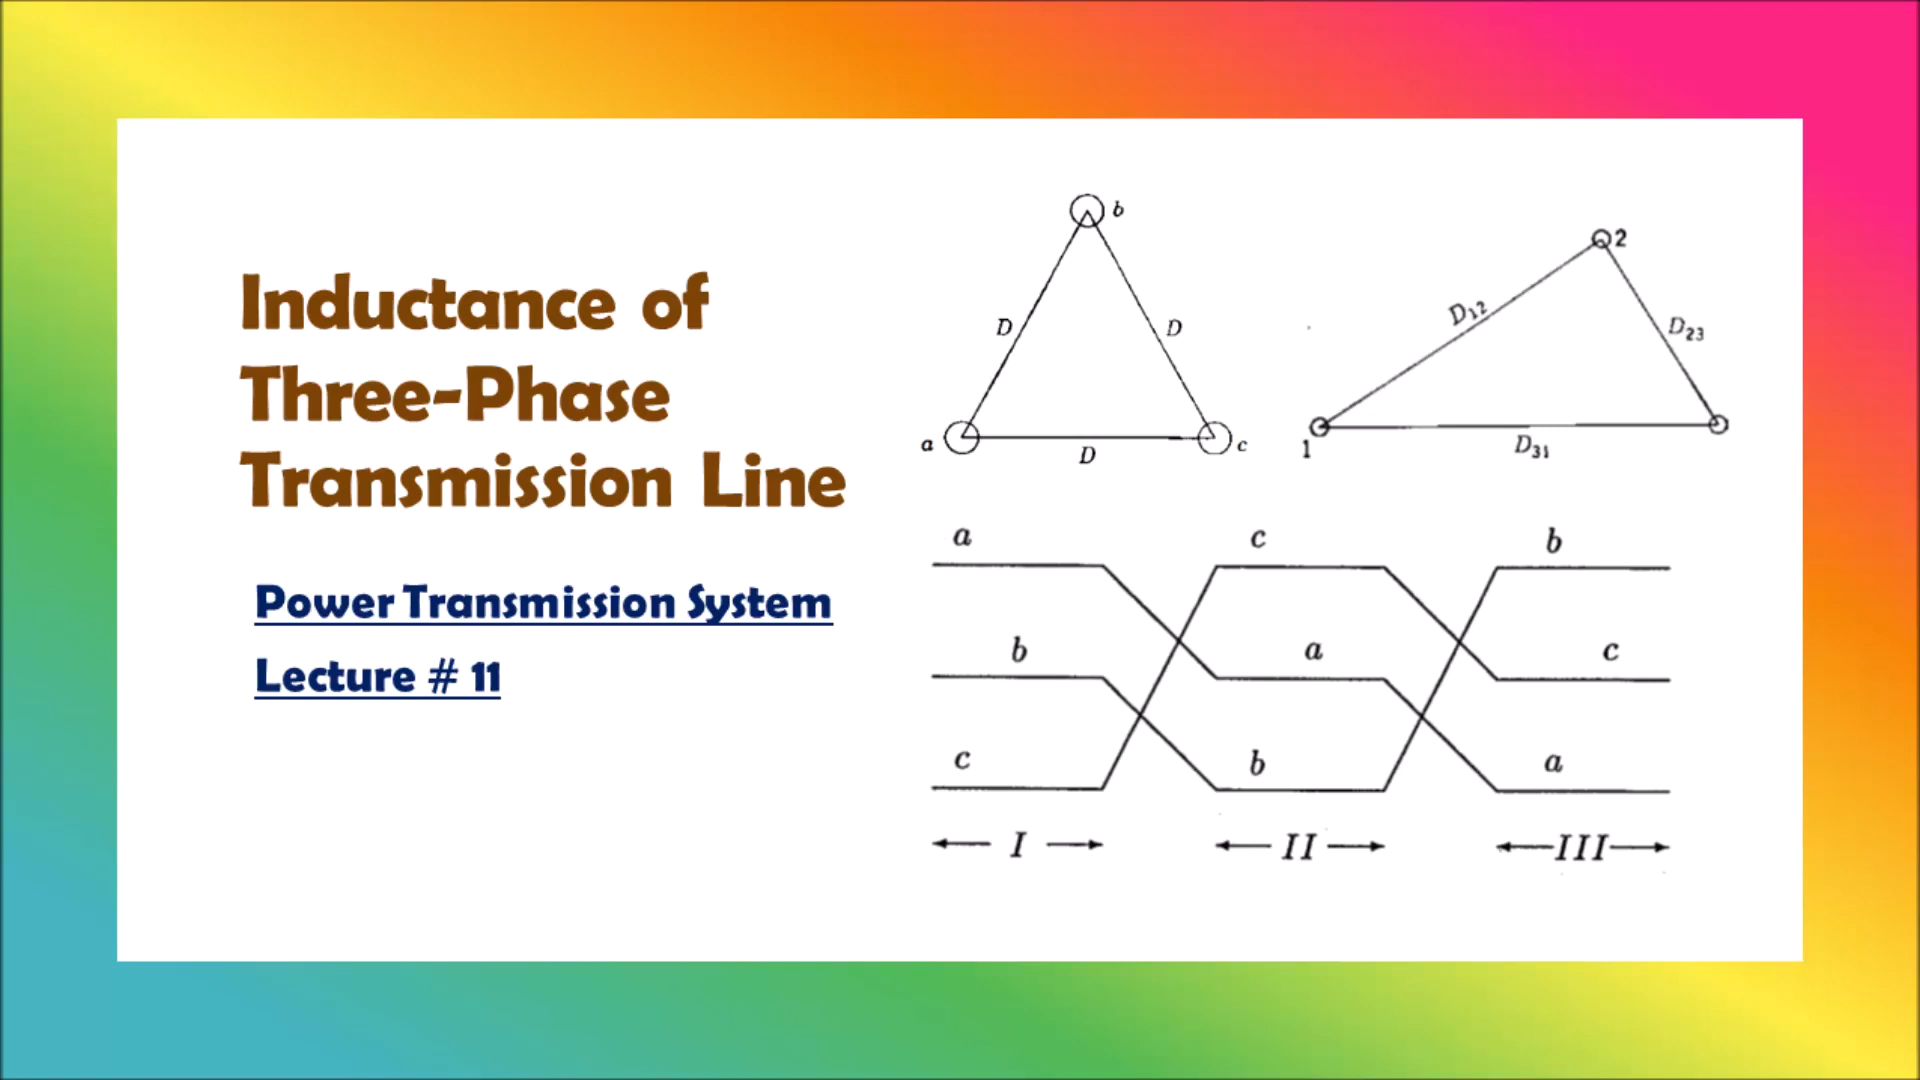 Inductance of
Three-Phase
Transmission Line
Power Transmission System
Lecture # 11
b
D
D
a
D
c
2
D12
D23
1
D31
a
c
b
b
a
c
c
b
a
I
II
III